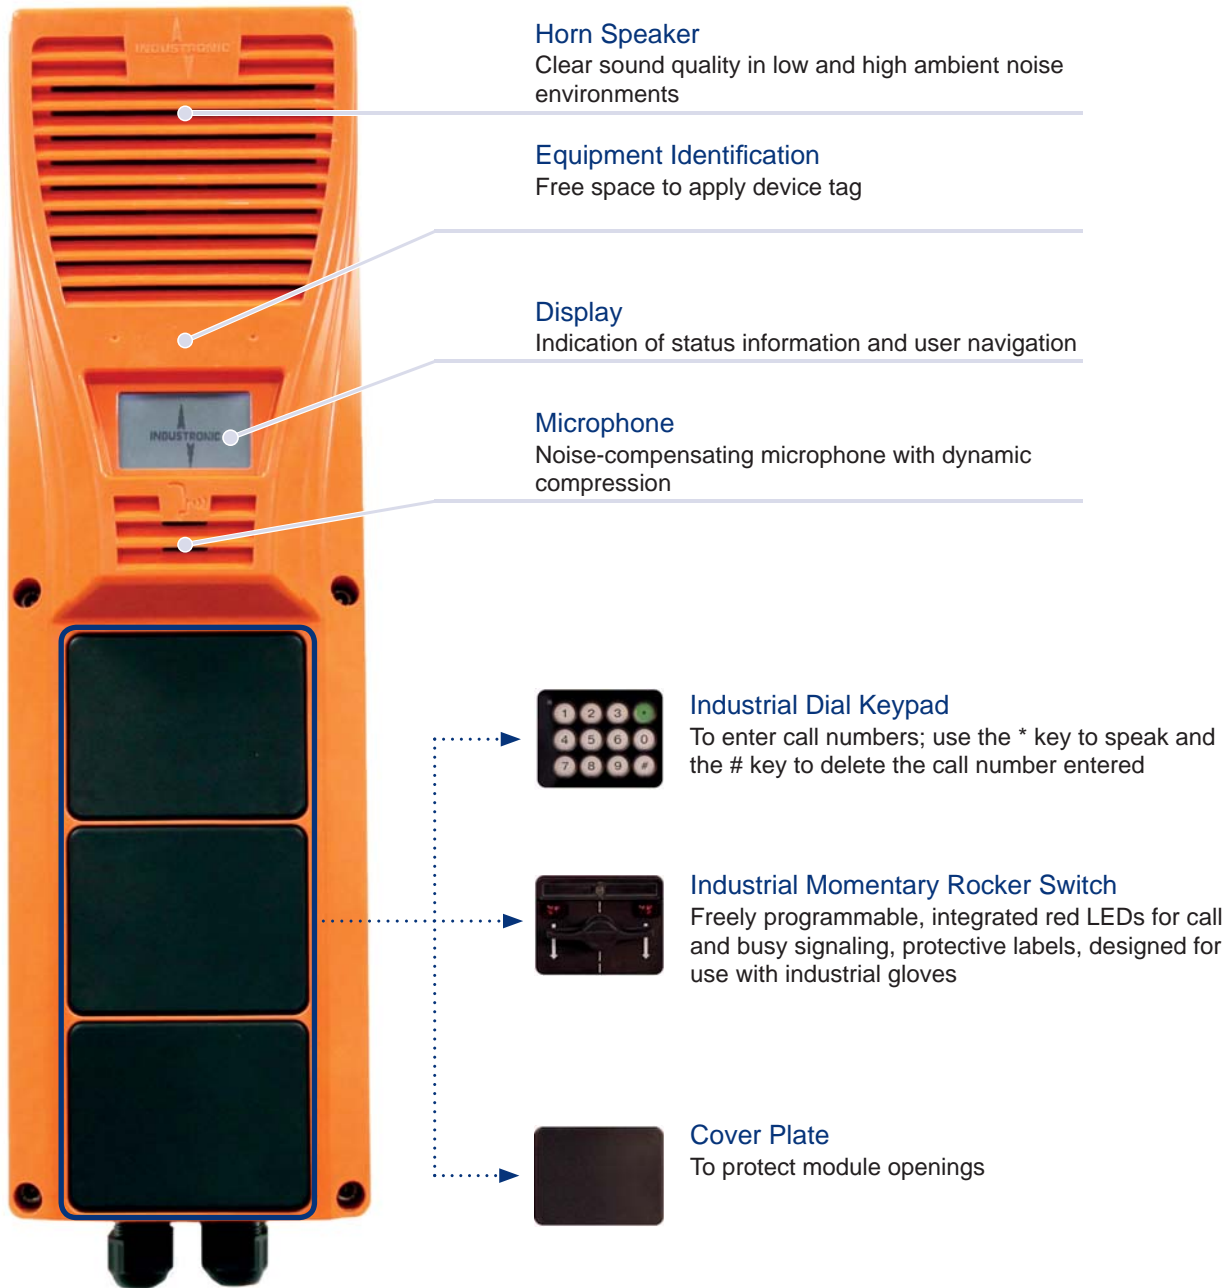 INDUSTRONIC
Horn Speaker
Clear sound quality in low and high ambient noise
environments
Equipment Identification
Free space to apply device tag
Display
Indication of status information and user navigation
INDUSTRONIC
Microphone
Noise-compensating microphone with dynamic
compression
1 2 3 *
4 5 6 0
7 8 9 #
Industrial Dial Keypad
To enter call numbers; use the * key to speak and
the # key to delete the call number entered
Industrial Momentary Rocker Switch
Freely programmable, integrated red LEDs for call
and busy signaling, protective labels, designed for
use with industrial gloves
Cover Plate
To protect module openings